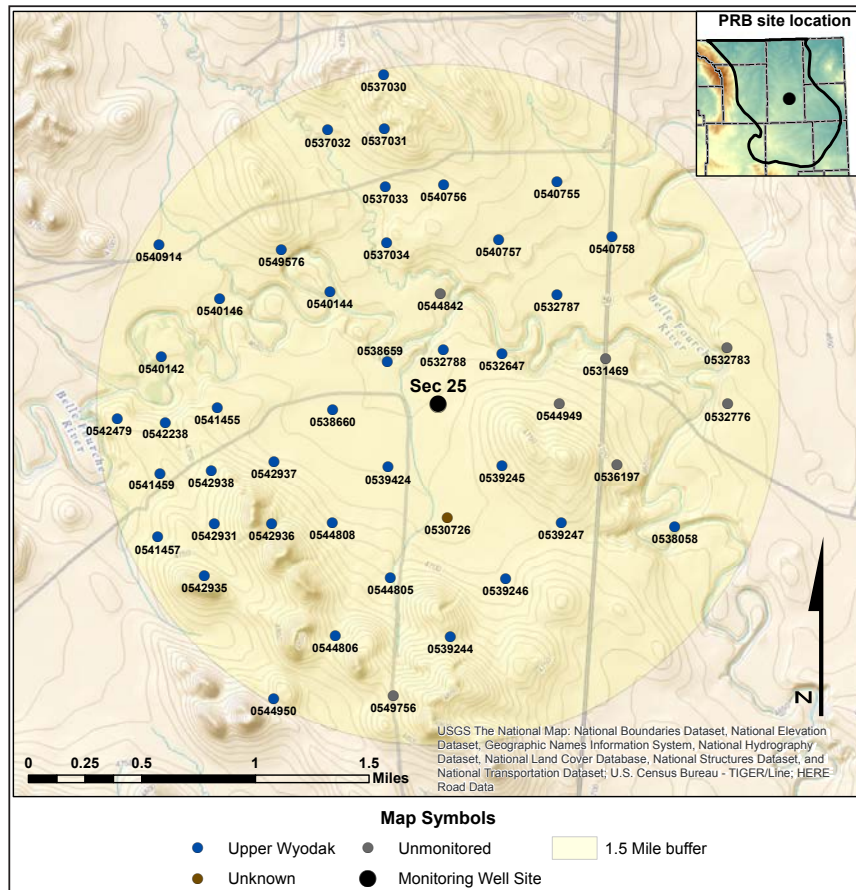 PRB site location
0537030
0537032
0537031
0537033
0540756
0540755
0540914
0549576
0537034
0540757
0540758
0540146
0540144
0544842
0532787
50
Belle Fourche
River
0540142
0538659
0532788
0532647
0531469
0532783
Sec 25
0542479
0542238
0541455
0538660
0544949
0532776
Belle Fourche
River
0541459
0542938
0542937
0539424
0539245
0536197
0541457
0542931
0542936
0544808
0530726
0539247
0538058
0542935
0544805
0539246
0544806
0539244
0544950
0549756
N
USGS The National Map: National Boundaries Dataset, National Elevation
Dataset, Geographic Names Information System, National Hydrography
Dataset, National Land Cover Database, National Structures Dataset, and
National Transportation Dataset; U.S. Census Bureau - TIGER/Line; HERE
Road Data
0 0.25 0.5 1 1.5
Miles
Map Symbols
Upper Wyodak
Unmonitored
1.5 Mile buffer
Unknown
Monitoring Well Site